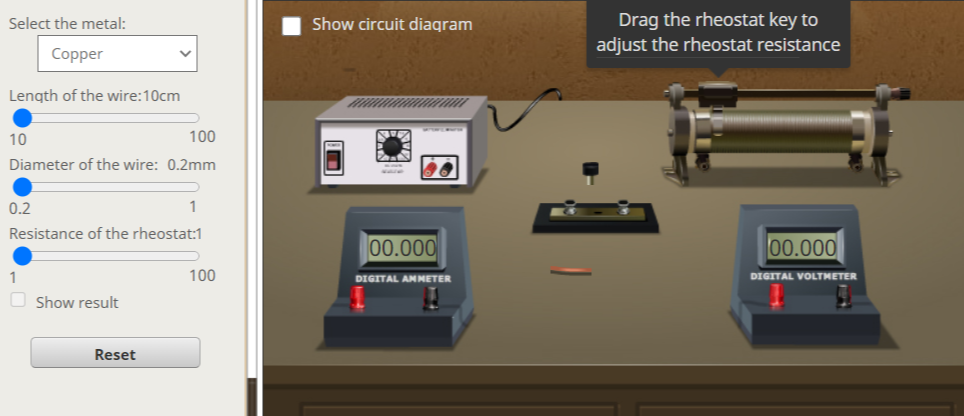 Select the metal:
Copper
Length of the wire:10cm
10 100
Diameter of the wire: 0.2mm
0.2 1
Resistance of the rheostat:1
1 100
Show result
Reset
Show circuit diagram
Drag the rheostat key to
adjust the rheostat resistance
POWER
00.000
DIGITAL AMMETER
00.000
DIGITAL VOLTMETER